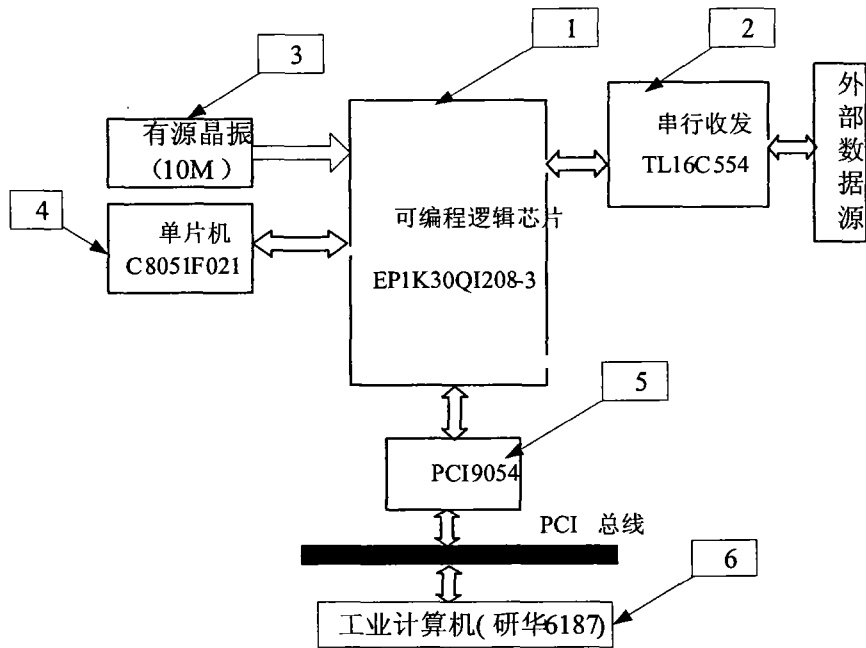 1
2
3
有源晶振
（10M）
串行收发
TL16C554
外
部
数
据
源
4
单片机
C8051F021
可编程逻辑芯片
EP1K30QI208-3
5
PCI9054
PCI 总线
6
工业计算机(研华6187)